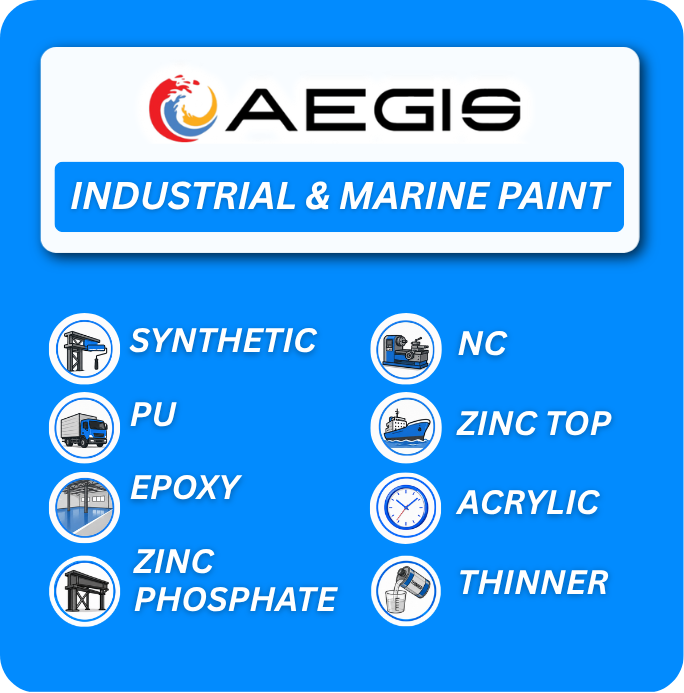 AEGIS
INDUSTRIAL & MARINE PAINT
SYNTHETIC
PU
EPOXY
ZINC
PHOSPHATE
NC
ZINC TOP
ACRYLIC
THINNER